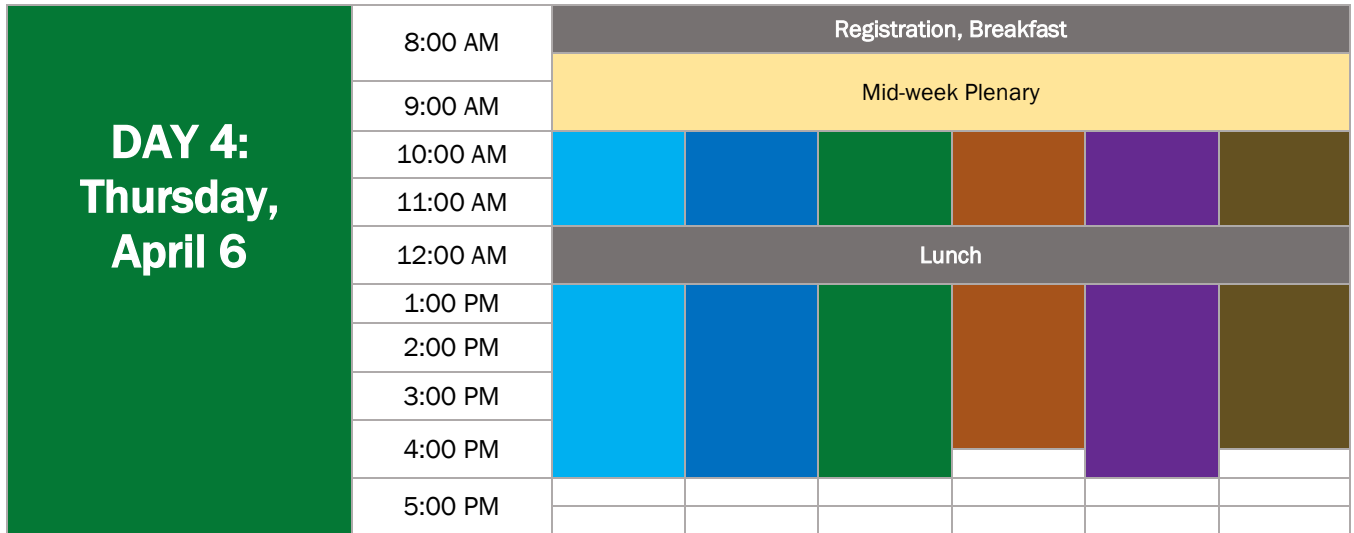 DAY 4:
Thursday,
April 6
8:00 AM
Registration, Breakfast
Mid-week Plenary
9:00 AM
10:00 AM
11:00 AM
12:00 AM
Lunch
1:00 PM
2:00 PM
3:00 PM
4:00 PM
5:00 PM